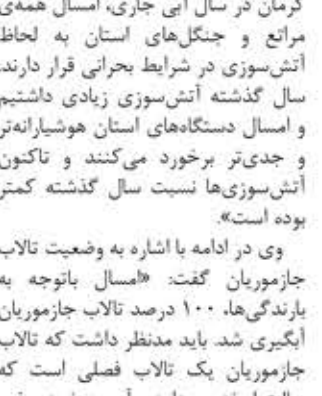 کرمان در سال آبی جاری، امسال همه‌ی
مراتع و جنگل‌های استان به لحاظ
آتش‌سوزی در شرایط بحرانی قرار دارند.
سال گذشته آتش‌سوزی زیادی داشتیم
و امسال دستگاه‌های استان هوشیارانه‌تر
و جدی‌تر برخورد می‌کنند و تاکنون
آتش‌سوزی‌ها نسبت سال گذشته کمتر
بوده است».
وی در ادامه با اشاره به وضعیت تالاب
جازموریان گفت: «امسال باتوجه به
بارندگی‌ها، ۱۰۰ درصد تالاب جازموریان
آبگیری شد. باید مدنظر داشت که تالاب
جازموریان یک تالاب فصلی است که